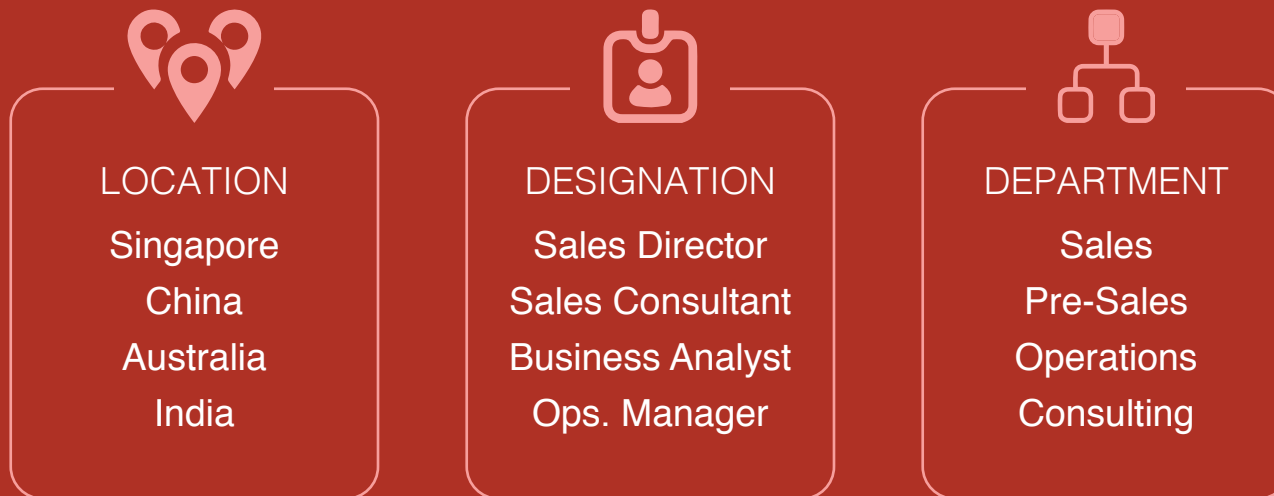 LOCATION
Singapore
China
Australia
India
DESIGNATION
Sales Director
Sales Consultant
Business Analyst
Ops. Manager
DEPARTMENT
Sales
Pre-Sales
Operations
Consulting